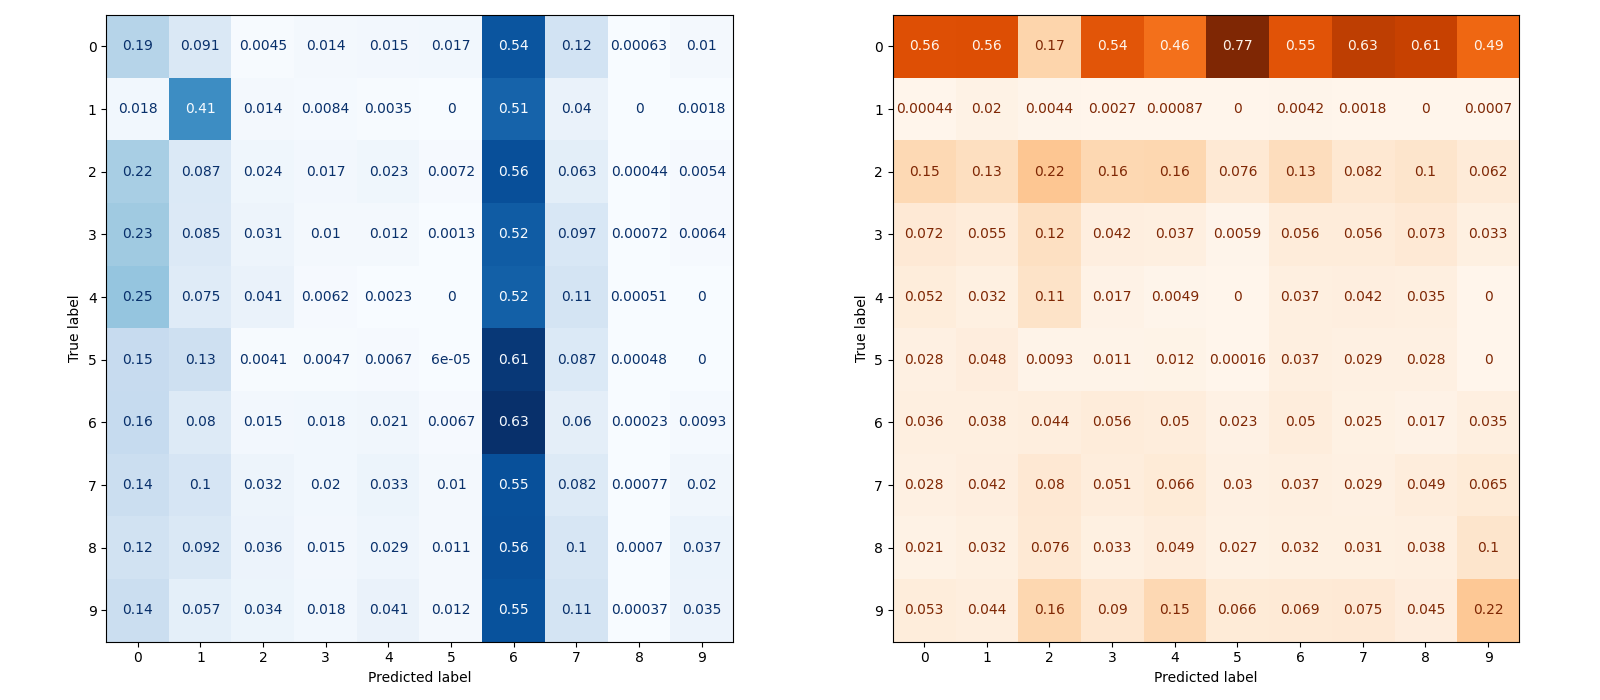 0 0.19 0.091 0.0045 0.014 0.015 0.017 0.54 0.12 0.00063 0.01
1 0.018 0.41 0.014 0.0084 0.0035 0 0.51 0.04 0 0.0018
2 0.22 0.087 0.024 0.017 0.023 0.0072 0.56 0.063 0.00044 0.0054
3 0.23 0.085 0.031 0.01 0.012 0.0013 0.52 0.097 0.00072 0.0064
4 0.25 0.075 0.041 0.0062 0.0023 0 0.52 0.11 0.00051 0
5 0.15 0.13 0.0041 0.0047 0.0067 6e-05 0.61 0.087 0.00048 0
6 0.16 0.08 0.015 0.018 0.021 0.0067 0.63 0.06 0.00023 0.0093
7 0.14 0.1 0.032 0.02 0.033 0.01 0.55 0.082 0.00077 0.02
8 0.12 0.092 0.036 0.015 0.029 0.011 0.56 0.1 0.0007 0.037
9 0.14 0.057 0.034 0.018 0.041 0.012 0.55 0.11 0.00037 0.035
0 1 2 3 4 5 6 7 8 9
Predicted label
True label
0 0.56 0.56 0.17 0.54 0.46 0.77 0.55 0.63 0.61 0.49
1 0.00044 0.02 0.0044 0.0027 0.00087 0 0.0042 0.0018 0 0.0007
2 0.15 0.13 0.22 0.16 0.16 0.076 0.13 0.082 0.1 0.062
3 0.072 0.055 0.12 0.042 0.037 0.0059 0.056 0.056 0.073 0.033
4 0.052 0.032 0.11 0.017 0.0049 0 0.037 0.042 0.035 0
5 0.028 0.048 0.0093 0.011 0.012 0.00016 0.037 0.029 0.028 0
6 0.036 0.038 0.044 0.056 0.05 0.023 0.05 0.025 0.017 0.035
7 0.028 0.042 0.08 0.051 0.066 0.03 0.037 0.029 0.049 0.065
8 0.021 0.032 0.076 0.033 0.049 0.027 0.032 0.031 0.038 0.1
9 0.053 0.044 0.16 0.09 0.15 0.066 0.069 0.075 0.045 0.22
0 1 2 3 4 5 6 7 8 9
Predicted label
True label